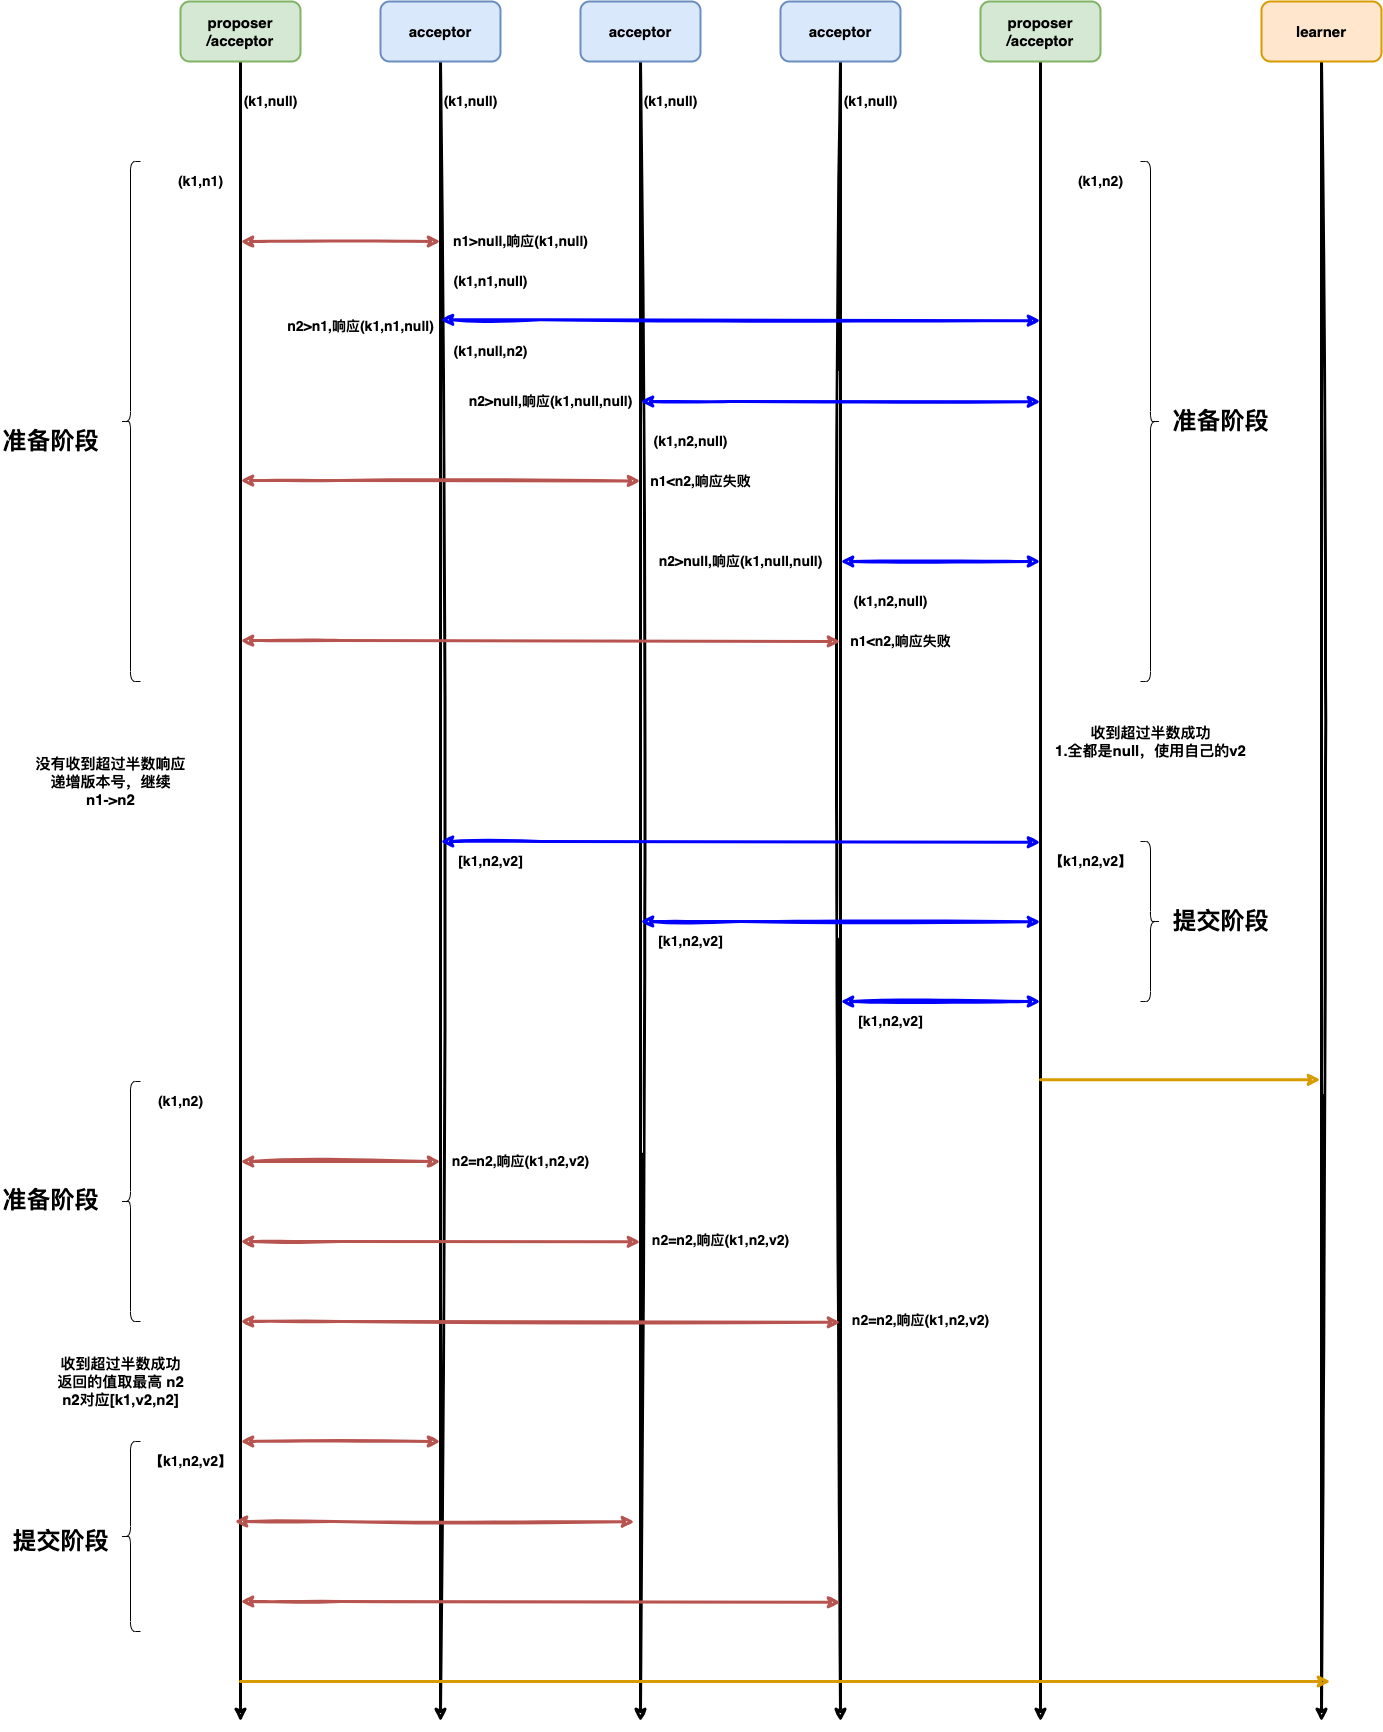 proposer
/acceptor
acceptor
acceptor
acceptor
proposer
/acceptor
learner
(k1,null)
(k1,null)
(k1,null)
(k1,null)
(k1,n1)
(k1,n2)
n1>null,响应(k1,null)
(k1,n1,null)
n2>n1,响应(k1,n1,null)
(k1,null,n2)
n2>null,响应(k1,null,null)
准备阶段
准备阶段
(k1,n2,null)
n1<n2,响应失败
n2>null,响应(k1,null,null)
(k1,n2,null)
n1<n2,响应失败
收到超过半数成功
1.全都是null，使用自己的v2
没有收到超过半数响应
递增版本号，继续
n1->n2
[k1,n2,v2]
【k1,n2,v2】
提交阶段
[k1,n2,v2]
[k1,n2,v2]
(k1,n2)
n2=n2,响应(k1,n2,v2)
准备阶段
n2=n2,响应(k1,n2,v2)
n2=n2,响应(k1,n2,v2)
收到超过半数成功
返回的值取最高 n2
n2对应[k1,v2,n2]
【k1,n2,v2】
提交阶段